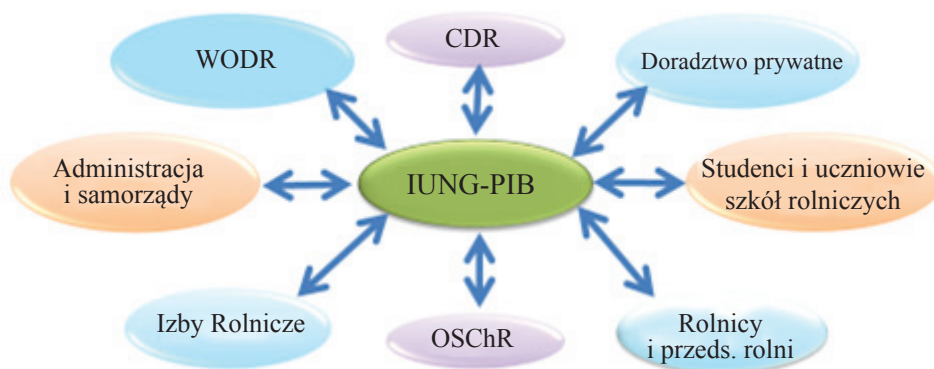 CDR
WODR
Doradztwo prywatne
Administracja
i samorządy
IUNG-PIB
Studenci i uczniowie
szkół rolniczych
Izby Rolnicze
OSChR
Rolnicy
i przeds. rolni